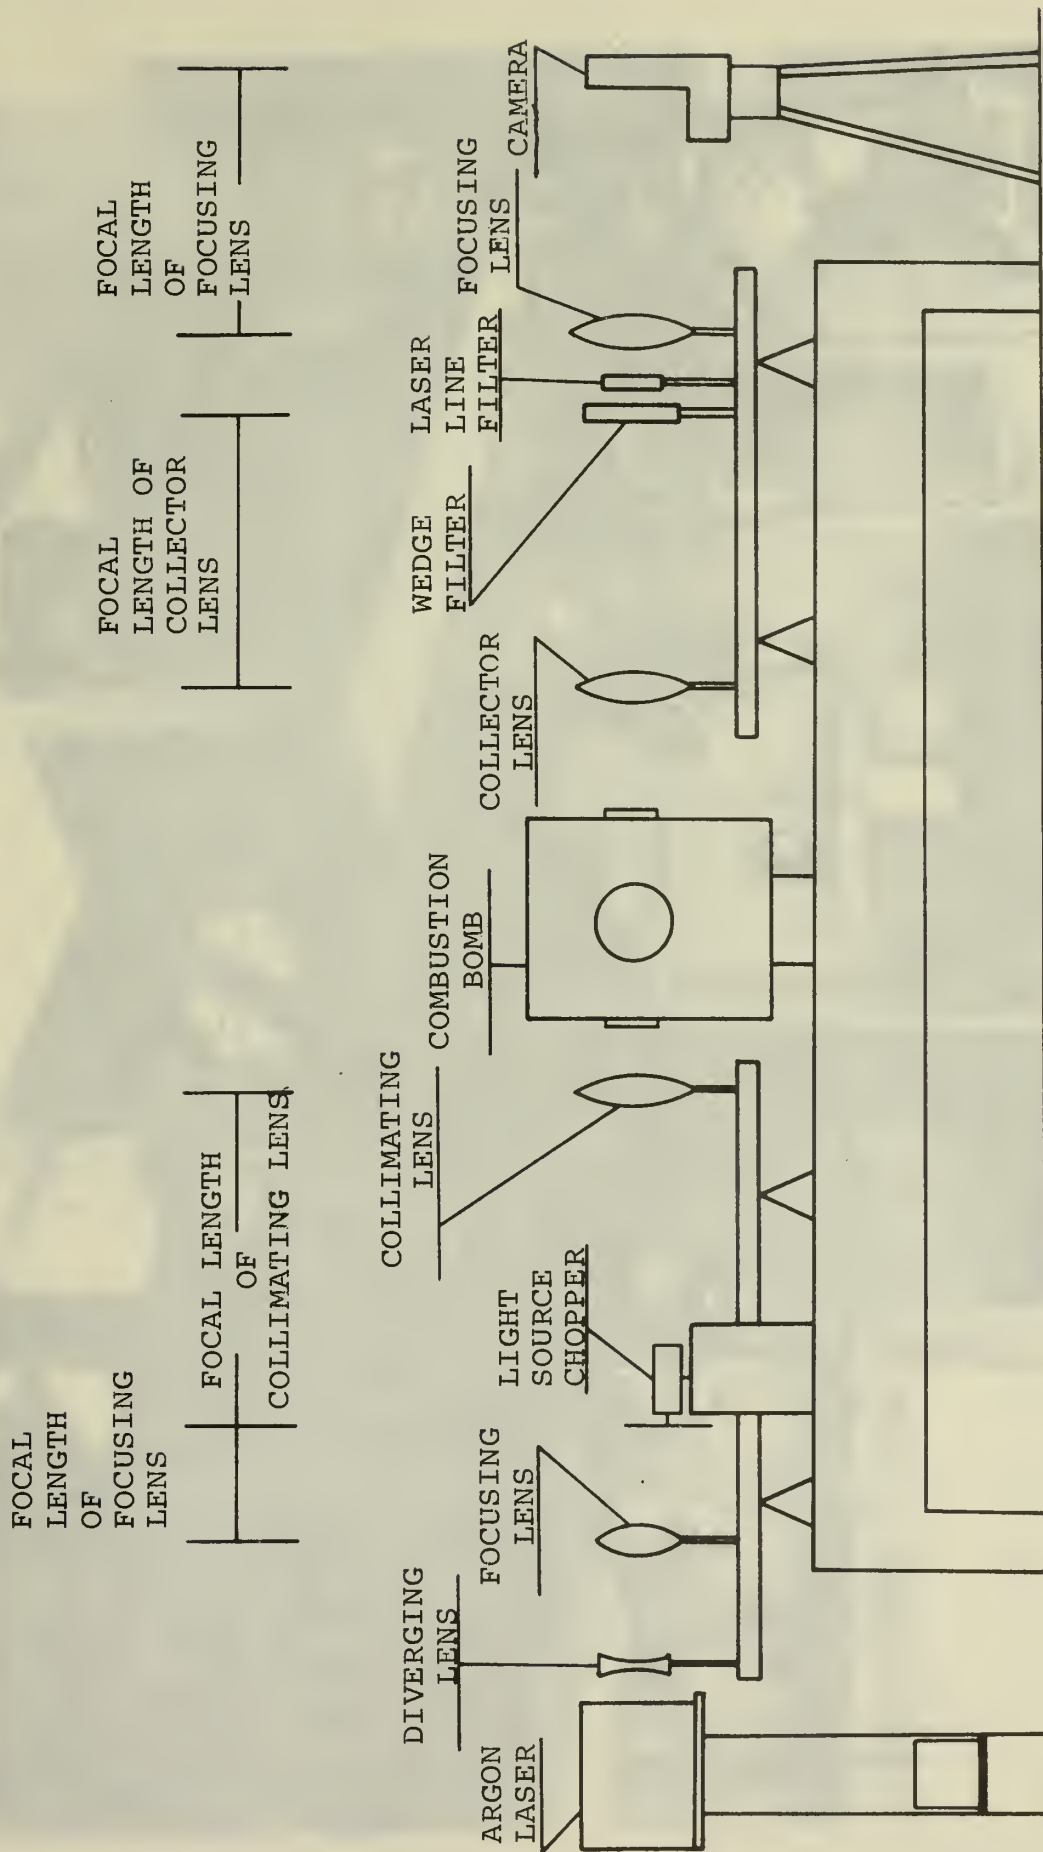 FOCAL
LENGTH
OF
FOCUSING
LENS
FOCAL LENGTH
OF
COLLIMATING LENS
FOCAL
LENGTH OF
COLLECTOR
LENS
FOCAL
LENGTH
OF
FOCUSING
LENS
ARGON
LASER
DIVERGING
LENS
FOCUSING
LENS
LIGHT
SOURCE
CHOPPER
COLLIMATING
LENS
COMBUSTION
BOMB
COLLECTOR
LENS
WEDGE
FILTER
LASER
LINE
FILTER
FOCUSING
LENS
CAMERA